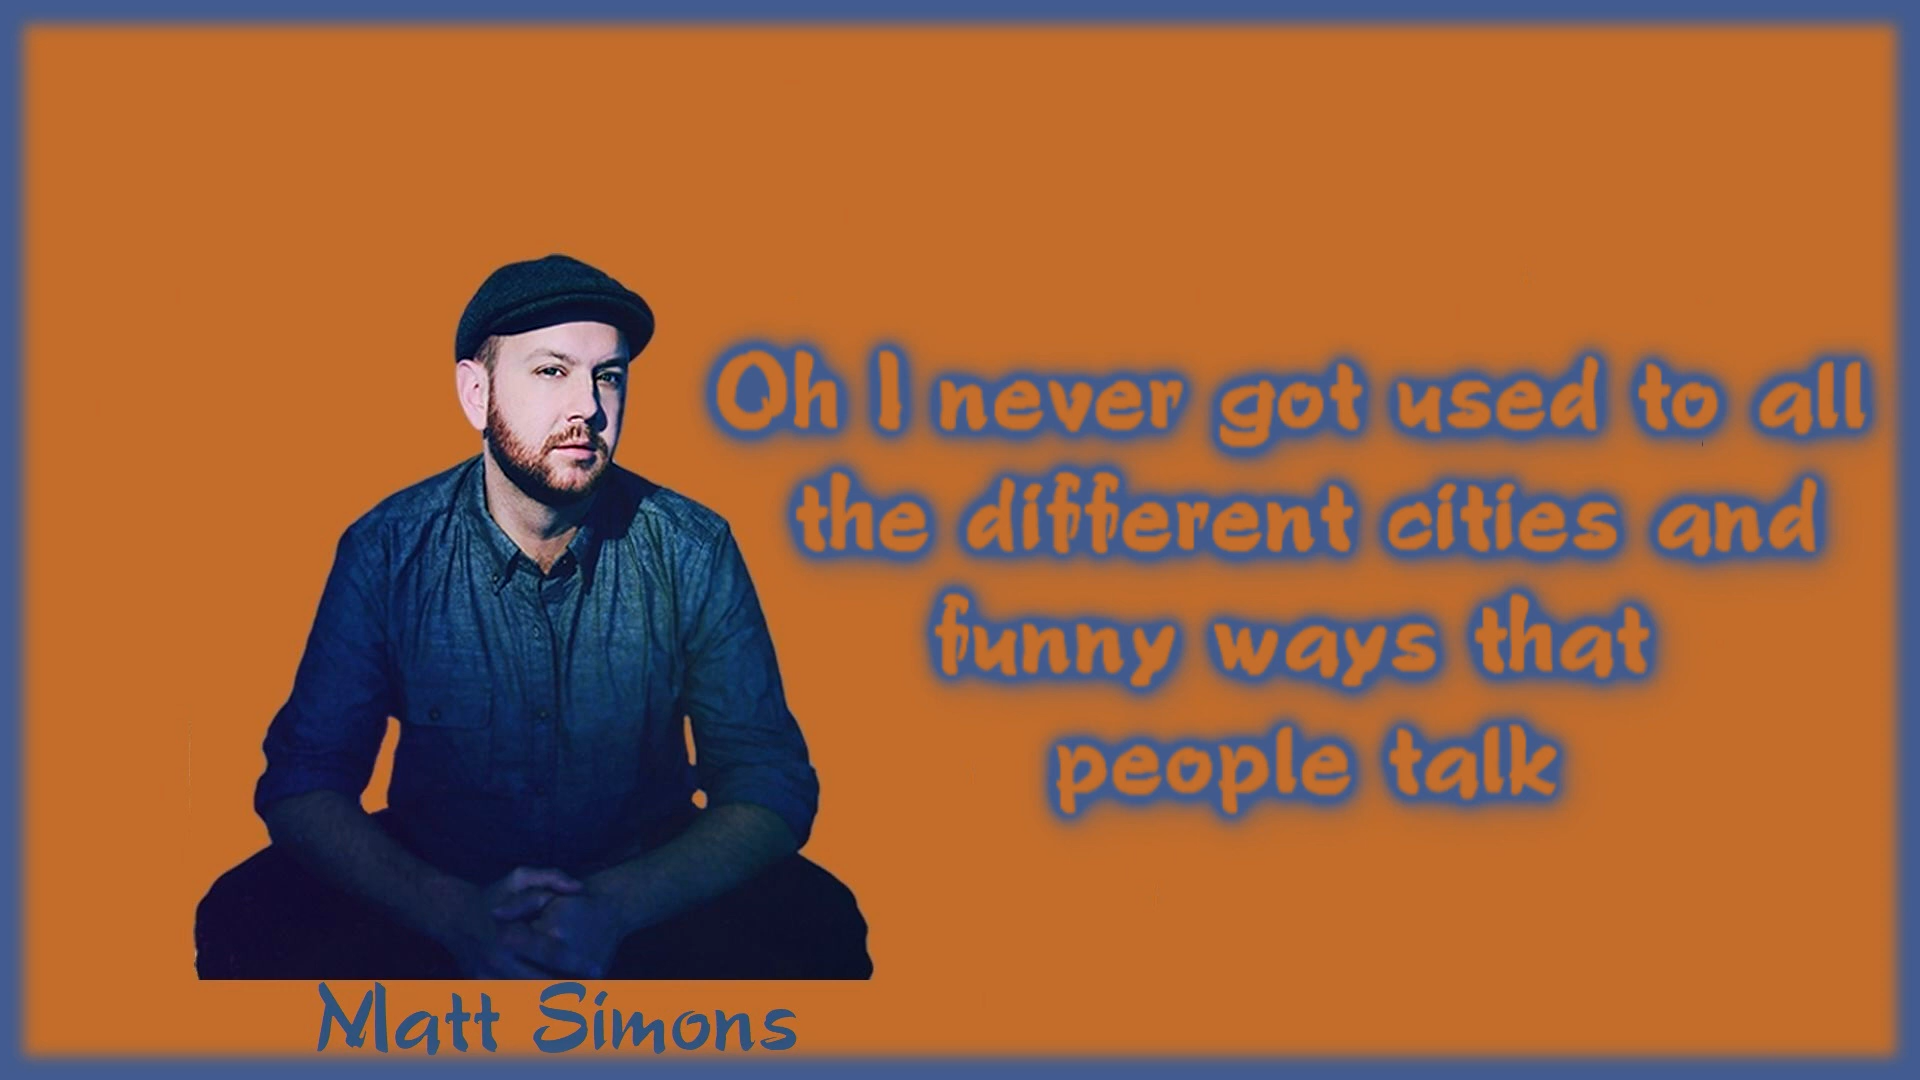 Oh I never got used to all
the different cities and
funny ways that
people talk
Matt Simons